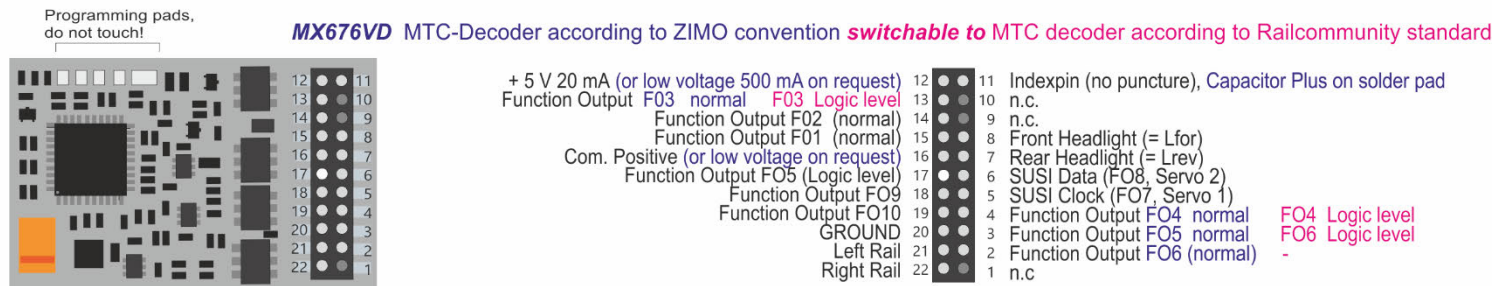 Programming pads,
do not touch!
MX676VD MTC-Decoder according to ZIMO convention switchable to MTC decoder according to Railcommunity standard
12 11
13 10
14 9
15 8
16 7
17 6
18 5
19 4
20 3
21 2
22 1
+ 5 V 20 mA (or low voltage 500 mA on request) 12 11 Indexpin (no puncture), Capacitor Plus on solder pad
Function Output F03 normal F03 Logic level 13 10 n.c.
Function Output F02 (normal) 14 9 n.c.
Function Output F01 (normal) 15 8 Front Headlight (= Lfor)
Com. Positive (or low voltage on request) 16 7 Rear Headlight (= Lrev)
Function Output FO5 (Logic level) 17 6 SUSI Data (FO8, Servo 2)
Function Output FO9 18 5 SUSI Clock (FO7, Servo 1)
Function Output FO10 19 4 Function Output FO4 normal FO4 Logic level
GROUND 20 3 Function Output FO5 normal FO6 Logic level
Left Rail 21 2 Function Output FO6 (normal) -
Right Rail 22 1 n.c